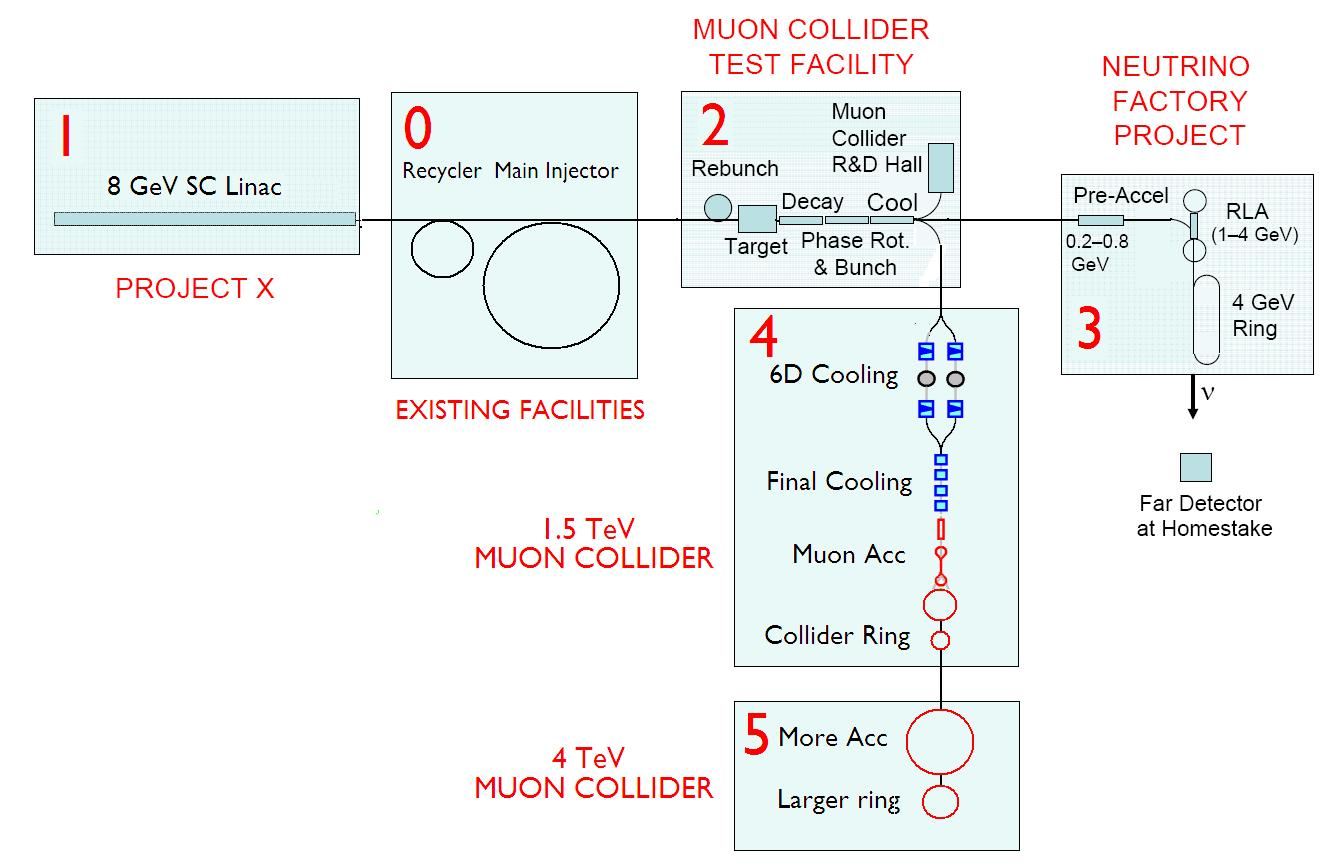 MUON COLLIDER
TEST FACILITY
NEUTRINO
FACTORY
PROJECT
1
8 GeV SC Linac
PROJECT X
0
Recycler Main Injector
EXISTING FACILITIES
2
Muon
Collider
R&D Hall
Rebunch
Decay
Cool
Target
Phase Rot.
& Bunch
Pre-Accel
0.2–0.8
GeV
RLA
(1–4 GeV)
3
4 GeV
Ring
ν
Far Detector
at Homestake
4
6D Cooling
Final Cooling
1.5 TeV
MUON COLLIDER
Muon Acc
Collider Ring
5
More Acc
4 TeV
MUON COLLIDER
Larger ring